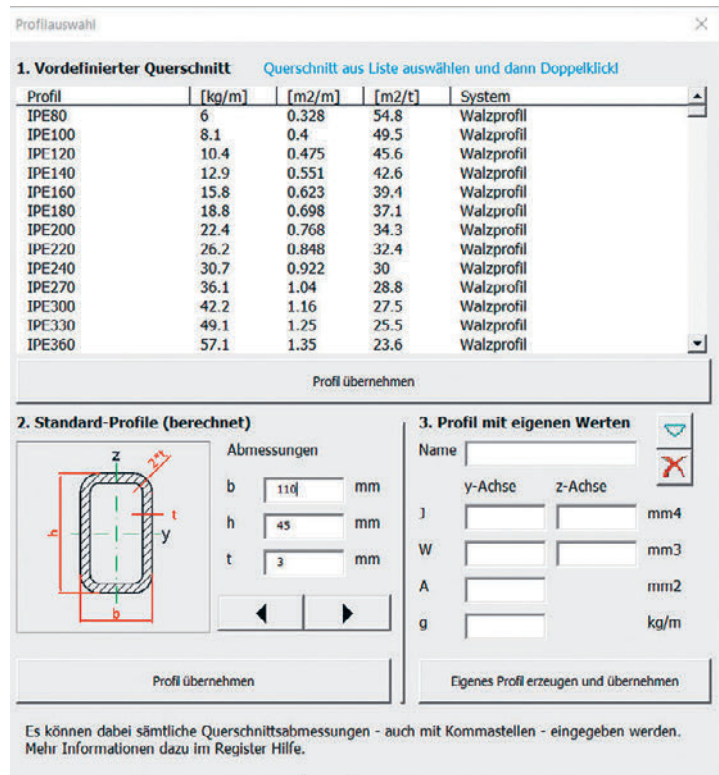 Profilauswahl
1. Vordefinierter Querschnitt Querschnitt aus Liste auswählen und dann Doppelklickl
Profil [kg/m] [m2/m] [m2/t] System
IPE80 6 0.328 54.8 Walzprofil
IPE100 8.1 0.4 49.5 Walzprofil
IPE120 10.4 0.475 45.6 Walzprofil
IPE140 12.9 0.551 42.6 Walzprofil
IPE160 15.8 0.623 39.4 Walzprofil
IPE180 18.8 0.698 37.1 Walzprofil
IPE200 22.4 0.768 34.3 Walzprofil
IPE220 26.2 0.848 32.4 Walzprofil
IPE240 30.7 0.922 30 Walzprofil
IPE270 36.1 1.04 28.8 Walzprofil
IPE300 42.2 1.16 27.5 Walzprofil
IPE330 49.1 1.25 25.5 Walzprofil
IPE360 57.1 1.35 23.6 Walzprofil
Profil übernehmen
2. Standard-Profile (berechnet)
z
2*t
t
h
y
b
Abmessungen
b 110 mm
h 45 mm
t 3 mm
Profil übernehmen
3. Profil mit eigenen Werten
Name
y-Achse z-Achse
J mm4
W mm3
A mm2
g kg/m
Eigenes Profil erzeugen und übernehmen
Es können dabei sämtliche Querschnittsabmessungen - auch mit Kommastellen - eingegeben werden.
Mehr Informationen dazu im Register Hilfe.